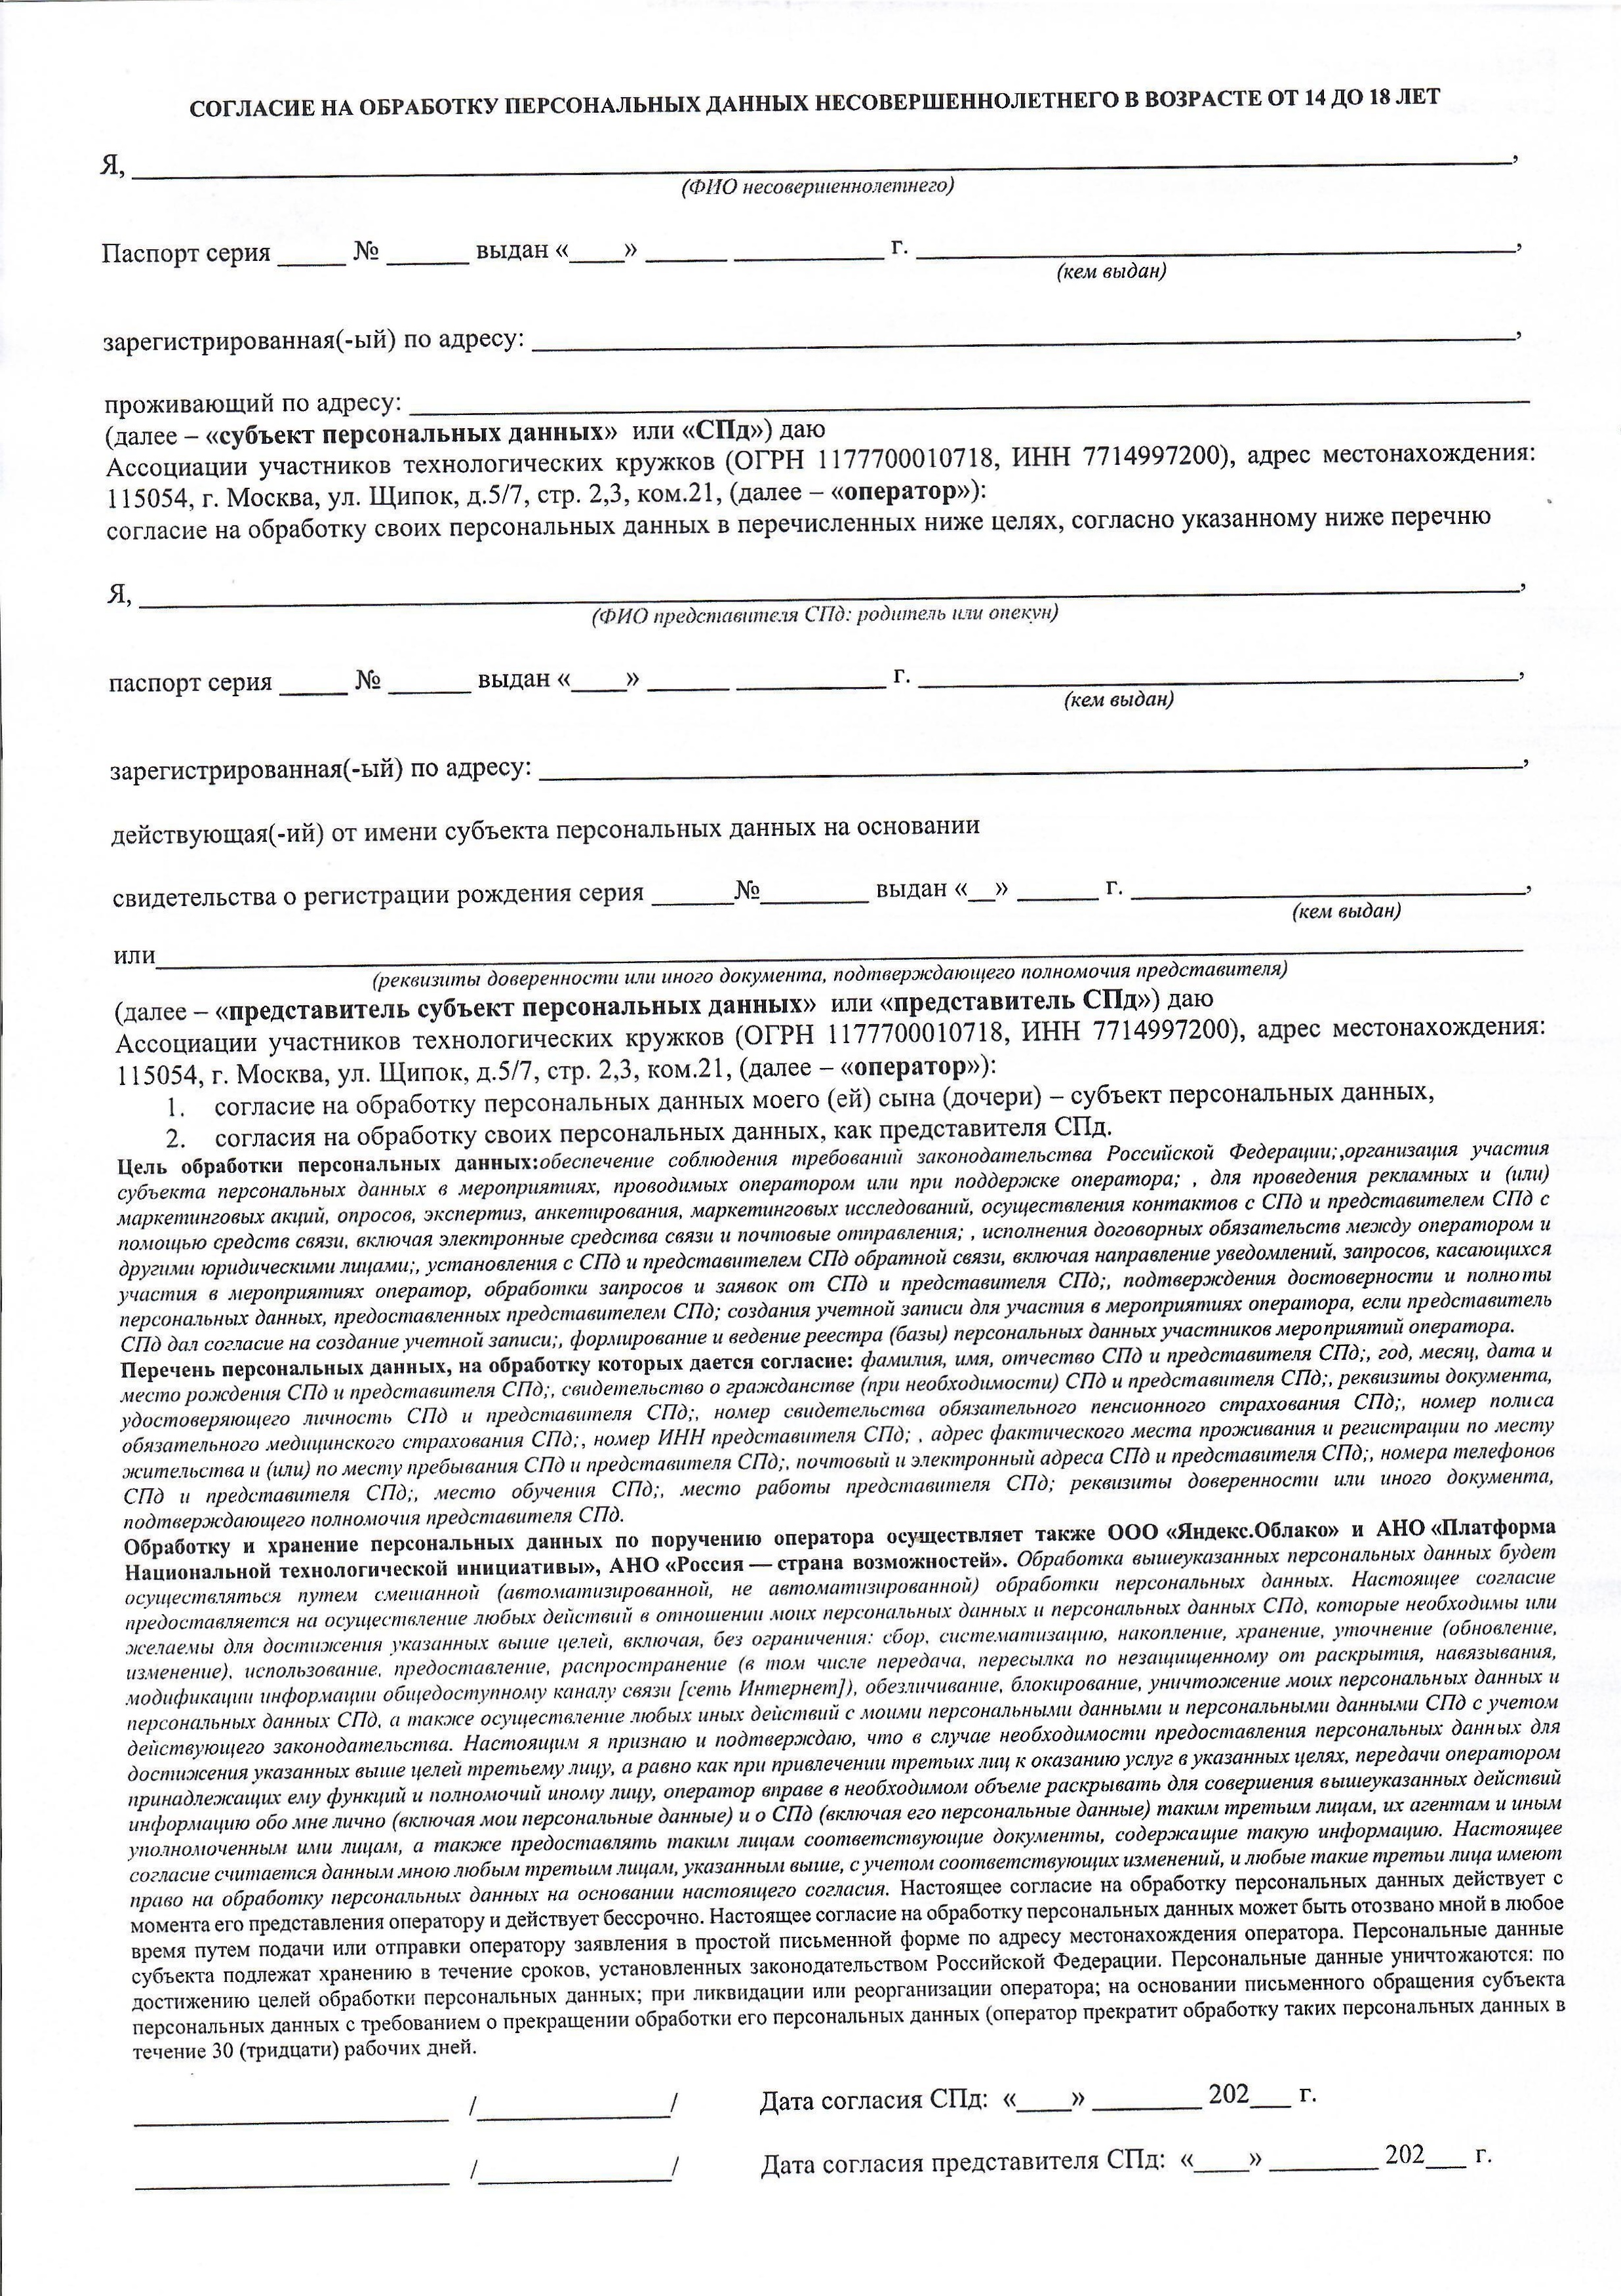 СОГЛАСИЕ НА ОБРАБОТКУ ПЕРСОНАЛЬНЫХ ДАННЫХ НЕСОВЕРШЕННОЛЕТНЕГО В ВОЗРАСТЕ ОТ 14 ДО 18 ЛЕТ
Я, ____________________,
(ФИО несовершеннолетнего)
Паспорт серия _____ № ______ выдан «____» ______ ___________ г. ____________________,
(кем выдан)
зарегистрированная(-ый) по адресу: ____________________,
проживающий по адресу: ____________________
(далее – «субъект персональных данных» или «СПд») даю
Ассоциации участников технологических кружков (ОГРН 1177700010718, ИНН 7714997200), адрес местонахождения:
115054, г. Москва, ул. Щипок, д.5/7, стр. 2,3, ком.21, (далее – «оператор»):
согласие на обработку своих персональных данных в перечисленных ниже целях, согласно указанному ниже перечню
Я, ____________________,
(ФИО представителя СПд: родитель или опекун)
паспорт серия _____ № ______ выдан «____» ______ ___________ г. ____________________,
(кем выдан)
зарегистрированная(-ый) по адресу: ____________________,
действующая(-ий) от имени субъекта персональных данных на основании
свидетельства о регистрации рождения серия ______№________ выдан «__» ______ г. ____________________,
(кем выдан)
или____________________
(реквизиты доверенности или иного документа, подтверждающего полномочия представителя)
(далее – «представитель субъект персональных данных» или «представитель СПд») даю
Ассоциации участников технологических кружков (ОГРН 1177700010718, ИНН 7714997200), адрес местонахождения:
115054, г. Москва, ул. Щипок, д.5/7, стр. 2,3, ком.21, (далее – «оператор»):
1. согласие на обработку персональных данных моего (ей) сына (дочери) – субъект персональных данных,
2. согласия на обработку своих персональных данных, как представителя СПд.
Цель обработки персональных данных:обеспечение соблюдения требований законодательства Российской Федерации;,организация участия
субъекта персональных данных в мероприятиях, проводимых оператором или при поддержке оператора; , для проведения рекламных и (или)
маркетинговых акций, опросов, экспертиз, анкетирования, маркетинговых исследований, осуществления контактов с СПд и представителем СПд с
помощью средств связи, включая электронные средства связи и почтовые отправления; , исполнения договорных обязательств между оператором и
другими юридическими лицами;, установления с СПд и представителем СПд обратной связи, включая направление уведомлений, запросов, касающихся
участия в мероприятиях оператор, обработки запросов и заявок от СПд и представителя СПд;, подтверждения достоверности и полноты
персональных данных, предоставленных представителем СПд; создания учетной записи для участия в мероприятиях оператора, если представитель
СПд дал согласие на создание учетной записи;, формирование и ведение реестра (базы) персональных данных участников мероприятий оператора.
Перечень персональных данных, на обработку которых дается согласие: фамилия, имя, отчество СПд и представителя СПд;, год, месяц, дата и
место рождения СПд и представителя СПд;, свидетельство о гражданстве (при необходимости) СПд и представителя СПд;, реквизиты документа,
удостоверяющего личность СПд и представителя СПд;, номер свидетельства обязательного пенсионного страхования СПд;, номер полиса
обязательного медицинского страхования СПд;, номер ИНН представителя СПд; , адрес фактического места проживания и регистрации по месту
жительства и (или) по месту пребывания СПд и представителя СПд;, почтовый и электронный адреса СПд и представителя СПд;, номера телефонов
СПд и представителя СПд;, место обучения СПд;, место работы представителя СПд; реквизиты доверенности или иного документа,
подтверждающего полномочия представителя СПд.
Обработку и хранение персональных данных по поручению оператора осуществляет также ООО «Яндекс.Облако» и АНО «Платформа
Национальной технологической инициативы», АНО «Россия — страна возможностей». Обработка вышеуказанных персональных данных будет
осуществляться путем смешанной (автоматизированной, не автоматизированной) обработки персональных данных. Настоящее согласие
предоставляется на осуществление любых действий в отношении моих персональных данных и персональных данных СПд, которые необходимы или
желаемы для достижения указанных выше целей, включая, без ограничения: сбор, систематизацию, накопление, хранение, уточнение (обновление,
изменение), использование, предоставление, распространение (в том числе передача, пересылка по незащищенному от раскрытия, навязывания,
модификации информации общедоступному каналу связи [сеть Интернет]), обезличивание, блокирование, уничтожение моих персональных данных и
персональных данных СПд, а также осуществление любых иных действий с моими персональными данными и персональными данными СПд с учетом
действующего законодательства. Настоящим я признаю и подтверждаю, что в случае необходимости предоставления персональных данных для
достижения указанных выше целей третьему лицу, а равно как при привлечении третьих лиц к оказанию услуг в указанных целях, передачи оператором
принадлежащих ему функций и полномочий иному лицу, оператор вправе в необходимом объеме раскрывать для совершения вышеуказанных действий
информацию обо мне лично (включая мои персональные данные) и о СПд (включая его персональные данные) таким третьим лицам, их агентам и иным
уполномоченным ими лицам, а также предоставлять таким лицам соответствующие документы, содержащие такую информацию. Настоящее
согласие считается данным мною любым третьим лицам, указанным выше, с учетом соответствующих изменений, и любые такие третьи лица имеют
право на обработку персональных данных на основании настоящего согласия. Настоящее согласие на обработку персональных данных действует с
момента его представления оператору и действует бессрочно. Настоящее согласие на обработку персональных данных может быть отозвано мной в любое
время путем подачи или отправки оператору заявления в простой письменной форме по адресу местонахождения оператора. Персональные данные
субъекта подлежат хранению в течение сроков, установленных законодательством Российской Федерации. Персональные данные уничтожаются: по
достижению целей обработки персональных данных; при ликвидации или реорганизации оператора; на основании письменного обращения субъекта
персональных данных с требованием о прекращении обработки его персональных данных (оператор прекратит обработку таких персональных данных в
течение 30 (тридцати) рабочих дней.
____________________ /______________/ Дата согласия СПд: «____» ________ 202___ г.
____________________ /______________/ Дата согласия представителя СПд: «____» ________ 202___ г.